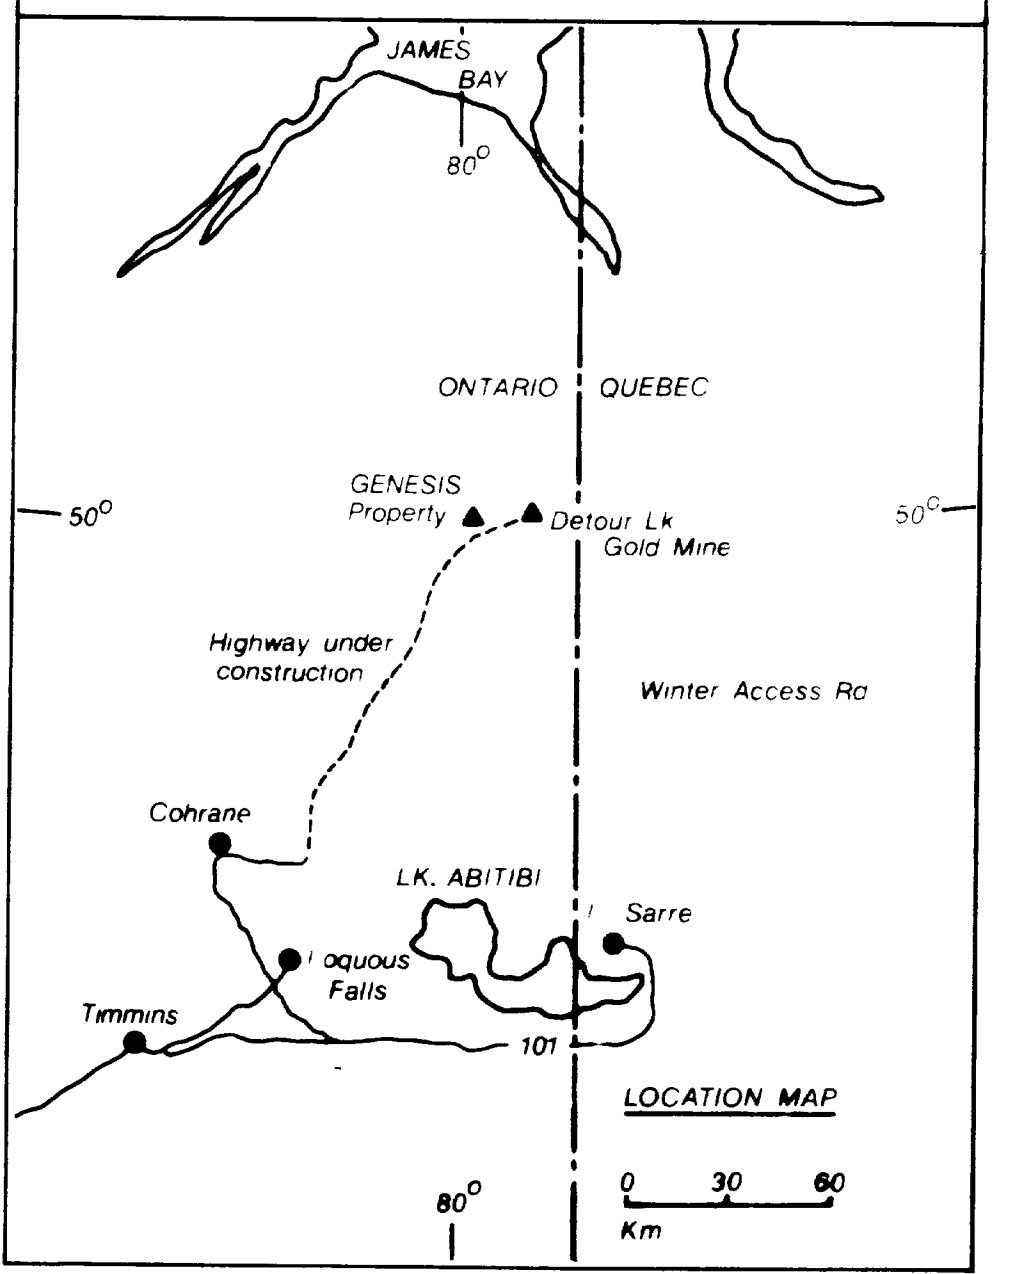 JAMES
BAY
80°
ONTARIO QUEBEC
GENESIS
Property
50°
Detour Lk
Gold Mine
50°
Highway under
construction
Winter Access Rd
Cohrane
LK. ABITIBI
Sarre
oquous
Falls
Timmins
101
LOCATION MAP
0 30 60
Km
80°